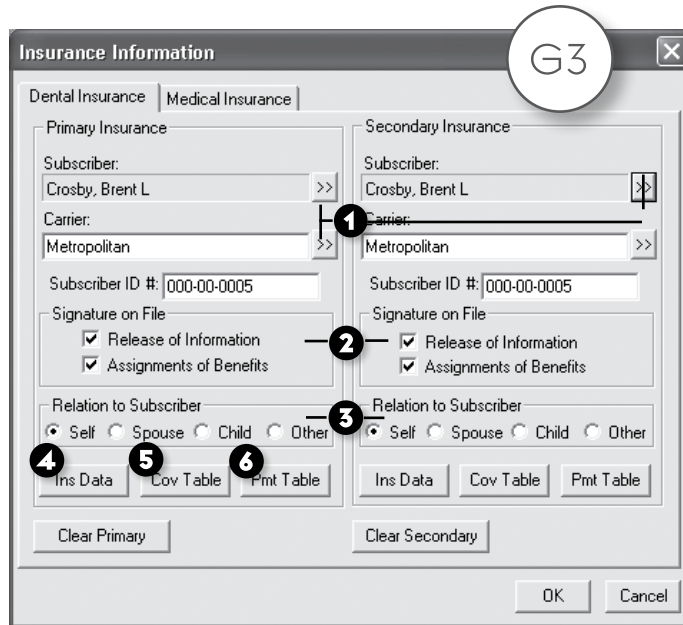 G3
Insurance Information
Dental Insurance Medical Insurance
Primary Insurance
Subscriber:
Crosby, Brent L >>
Carrier:
Metropolitan >>
Subscriber ID #: 000-00-0005
Signature on File
Release of Information
Assignments of Benefits
Relation to Subscriber
Self Spouse Child Other
4 5 6
Ins Data Cov Table Pmt Table
Clear Primary
1
2
3
Secondary Insurance
Subscriber:
Crosby, Brent L >>
Carrier:
Metropolitan >>
Subscriber ID #: 000-00-0005
Signature on File
Release of Information
Assignments of Benefits
Relation to Subscriber
Self Spouse Child Other
Ins Data Cov Table Pmt Table
Clear Secondary
OK Cancel